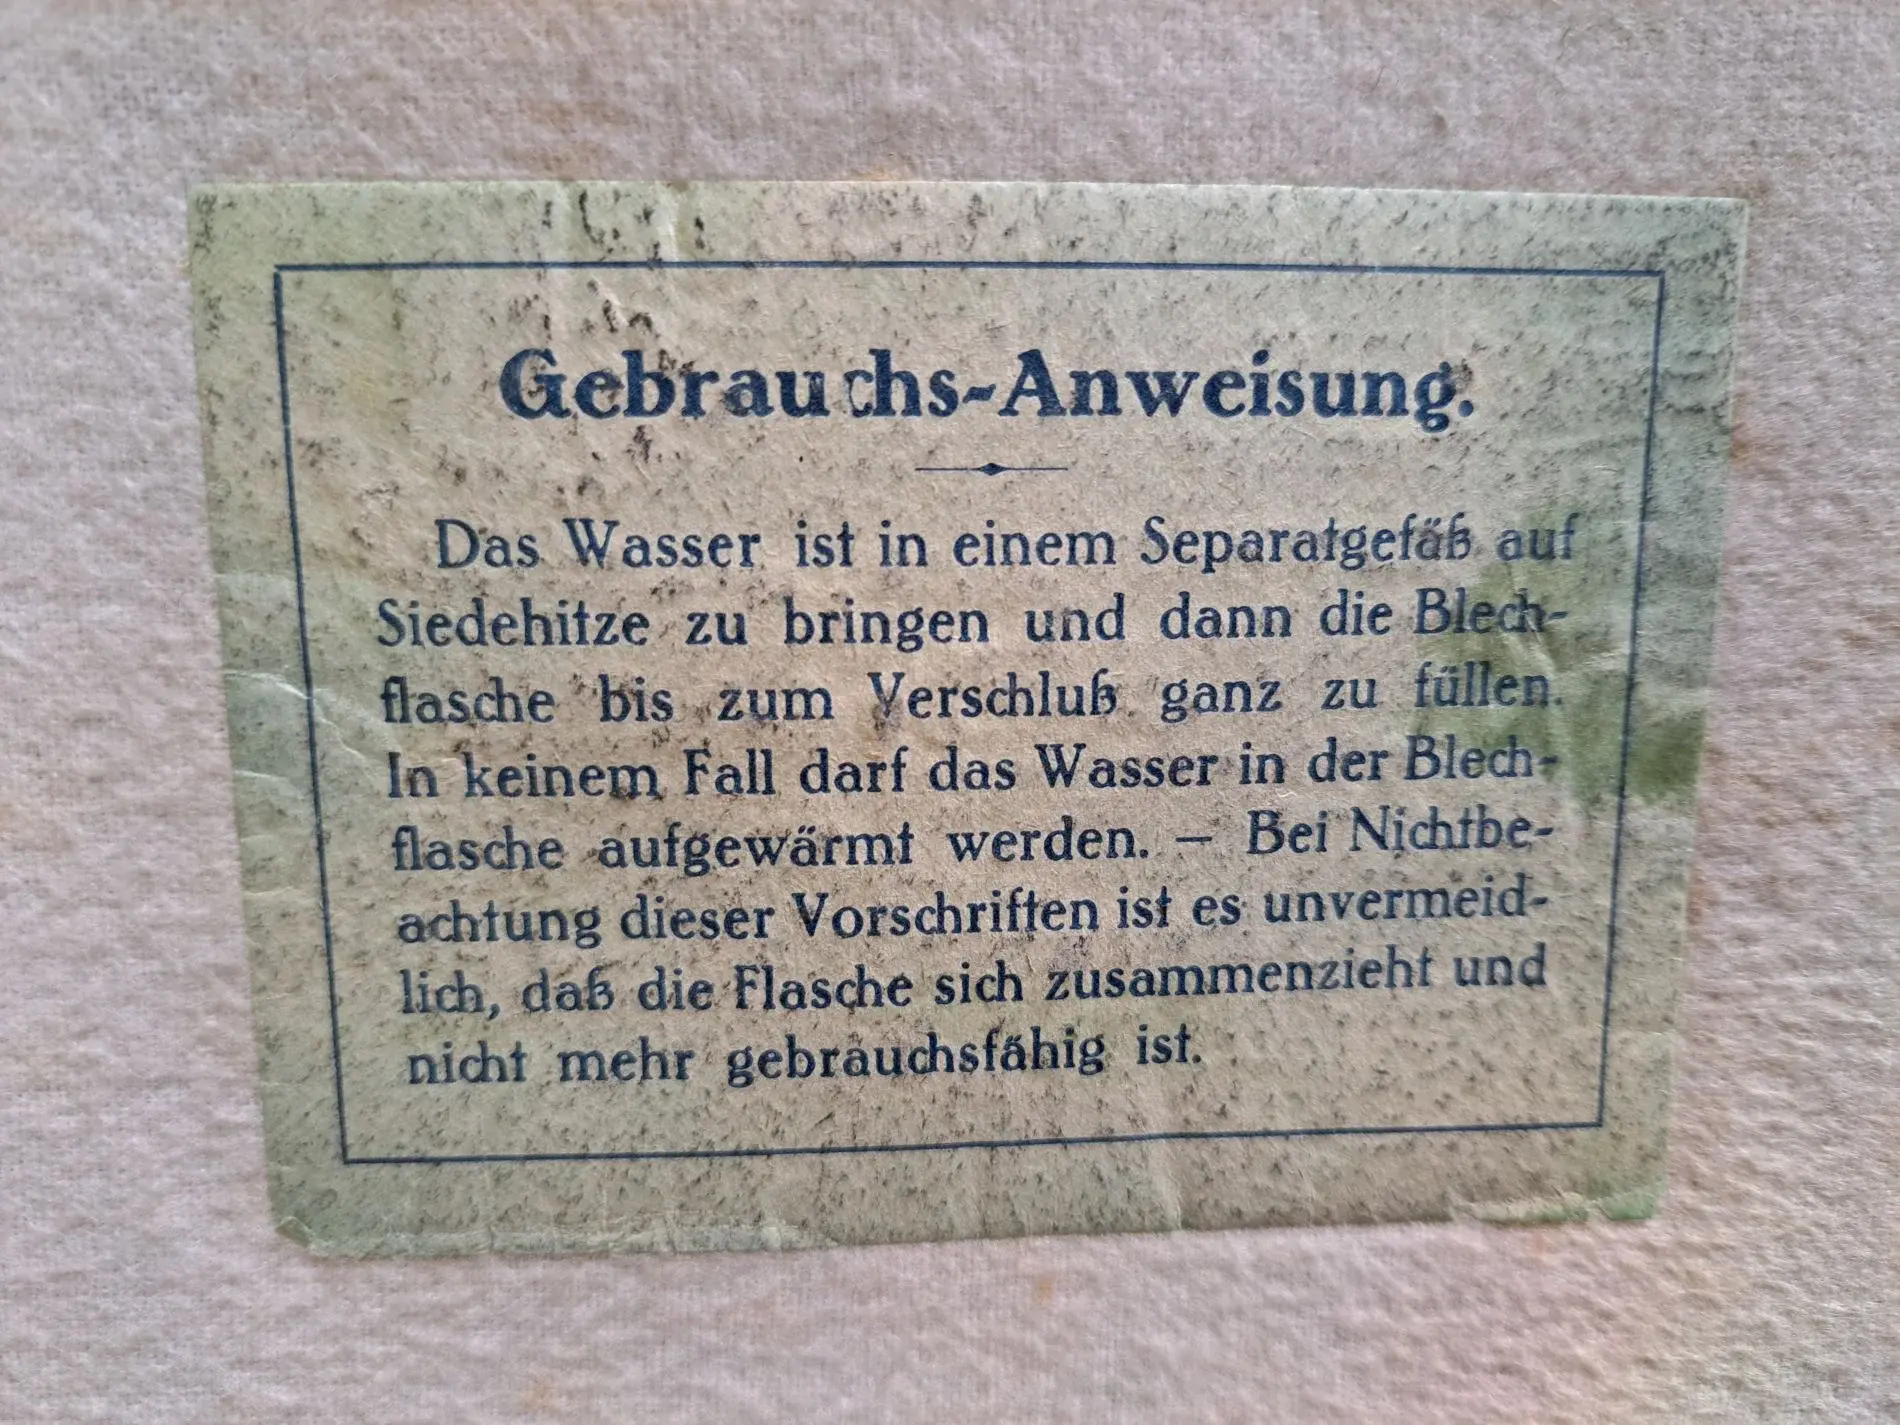 Gebrauchs-Anweisung.
Das Wasser ist in einem Separatgefäß auf
Siedehitze zu bringen und dann die Blech-
flasche bis zum Verschluß ganz zu füllen.
In keinem Fall darf das Wasser in der Blech-
flasche aufgewärmt werden. — Bei Nichtbe-
achtung dieser Vorschriften ist es unvermeid-
lich, daß die Flasche sich zusammenzieht und
nicht mehr gebrauchsfähig ist.